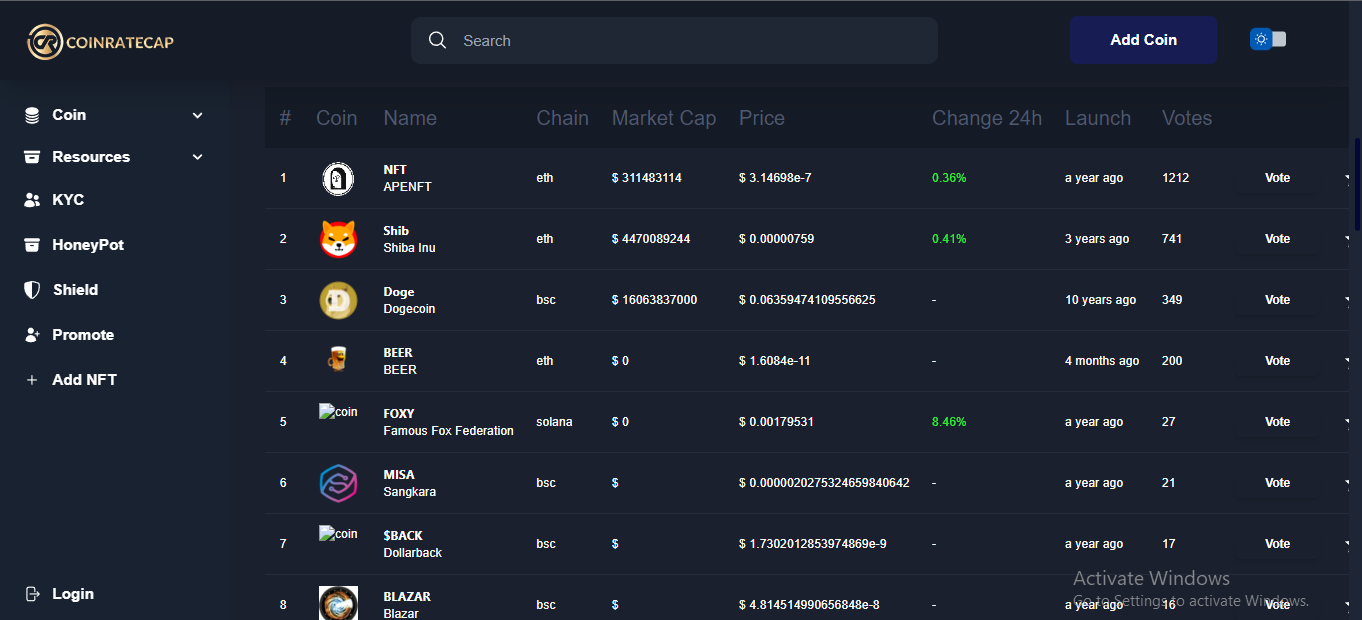 COINRATECAP
Search
Add Coin
Coin
Resources
KYC
HoneyPot
Shield
Promote
Add NFT
Login
# Coin Name Chain Market Cap Price Change 24h Launch Votes
1 NFT
APENFT eth $ 311483114 $ 3.14698e-7 0.36% a year ago 1212 Vote
2 Shib
Shiba Inu eth $ 4470089244 $ 0.00000759 0.41% 3 years ago 741 Vote
3 Doge
Dogecoin bsc $ 16063837000 $ 0.06359474109556625 - 10 years ago 349 Vote
4 BEER
BEER eth $ 0 $ 1.6084e-11 - 4 months ago 200 Vote
5 coin FOXY
Famous Fox Federation solana $ 0 $ 0.00179531 8.46% a year ago 27 Vote
6 MISA
Sangkara bsc $ $ 0.0000020275324659840642 - a year ago 21 Vote
7 coin $BACK
Dollarback bsc $ $ 1.7302012853974869e-9 - a year ago 17 Vote
8 BLAZAR
Blazar bsc $ $ 4.814514990656848e-8 - a year ago 16 Vote
Activate Windows
Go to Settings to activate Windows.